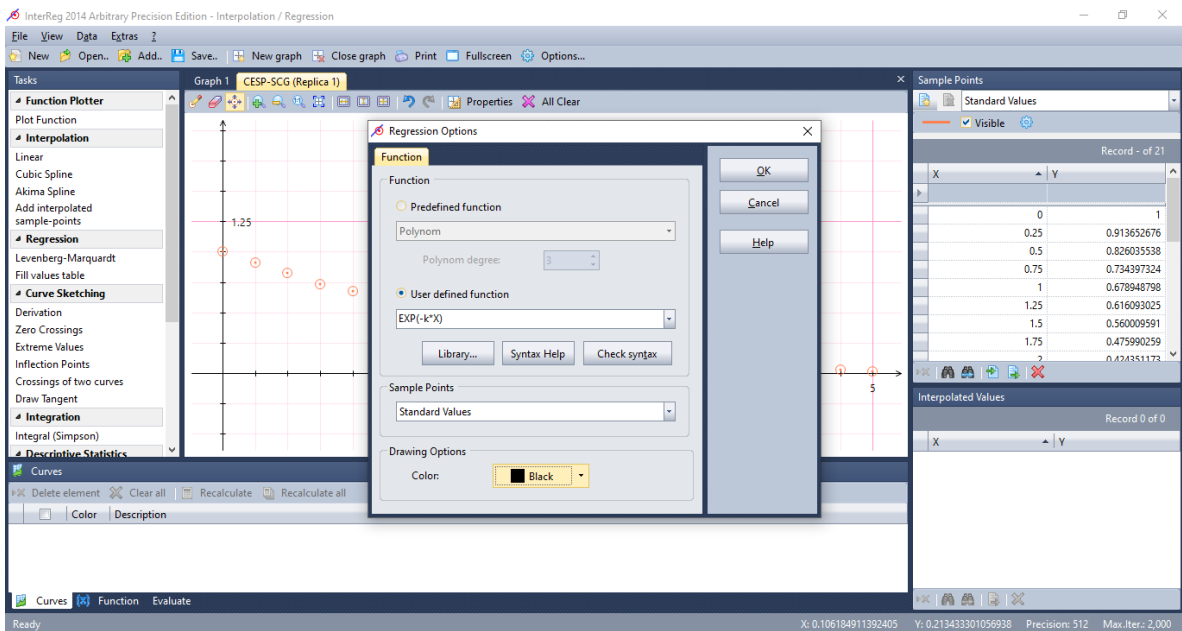 InterReg 2014 Arbitrary Precision Edition - Interpolation / Regression
File View Data Extras ?
New Open.. Add.. Save.. New graph Close graph Print Fullscreen Options...
Tasks
Function Plotter
Plot Function
Interpolation
Linear
Cubic Spline
Akima Spline
Add interpolated
sample-points
Regression
Levenberg-Marquardt
Fill values table
Curve Sketching
Derivation
Zero Crossings
Extreme Values
Inflection Points
Crossings of two curves
Draw Tangent
Integration
Integral (Simpson)
Descriptive Statistics
Graph 1 CESP-SCG (Replica 1)
Properties All Clear
1.25
5
Regression Options
Function
Function
Predefined function
Polynom
Polynom degree: 3
User defined function
EXP(-k*X)
Library... Syntax Help Check syntax
Sample Points
Standard Values
Drawing Options
Color: Black
OK
Cancel
Help
Sample Points
Standard Values
Visible
Record - of 21
X Y
0 1
0.25 0.913652676
0.5 0.826035538
0.75 0.734397324
1 0.678948798
1.25 0.616093025
1.5 0.560009591
1.75 0.475990259
2 0.424351173
Interpolated Values
Record 0 of 0
X Y
Curves
Delete element Clear all Recalculate Recalculate all
Color Description
Curves {x} Function Evaluate
Ready X: 0.106184911392405 Y: 0.213433301056938 Precision: 512 Max.Iter.: 2,000